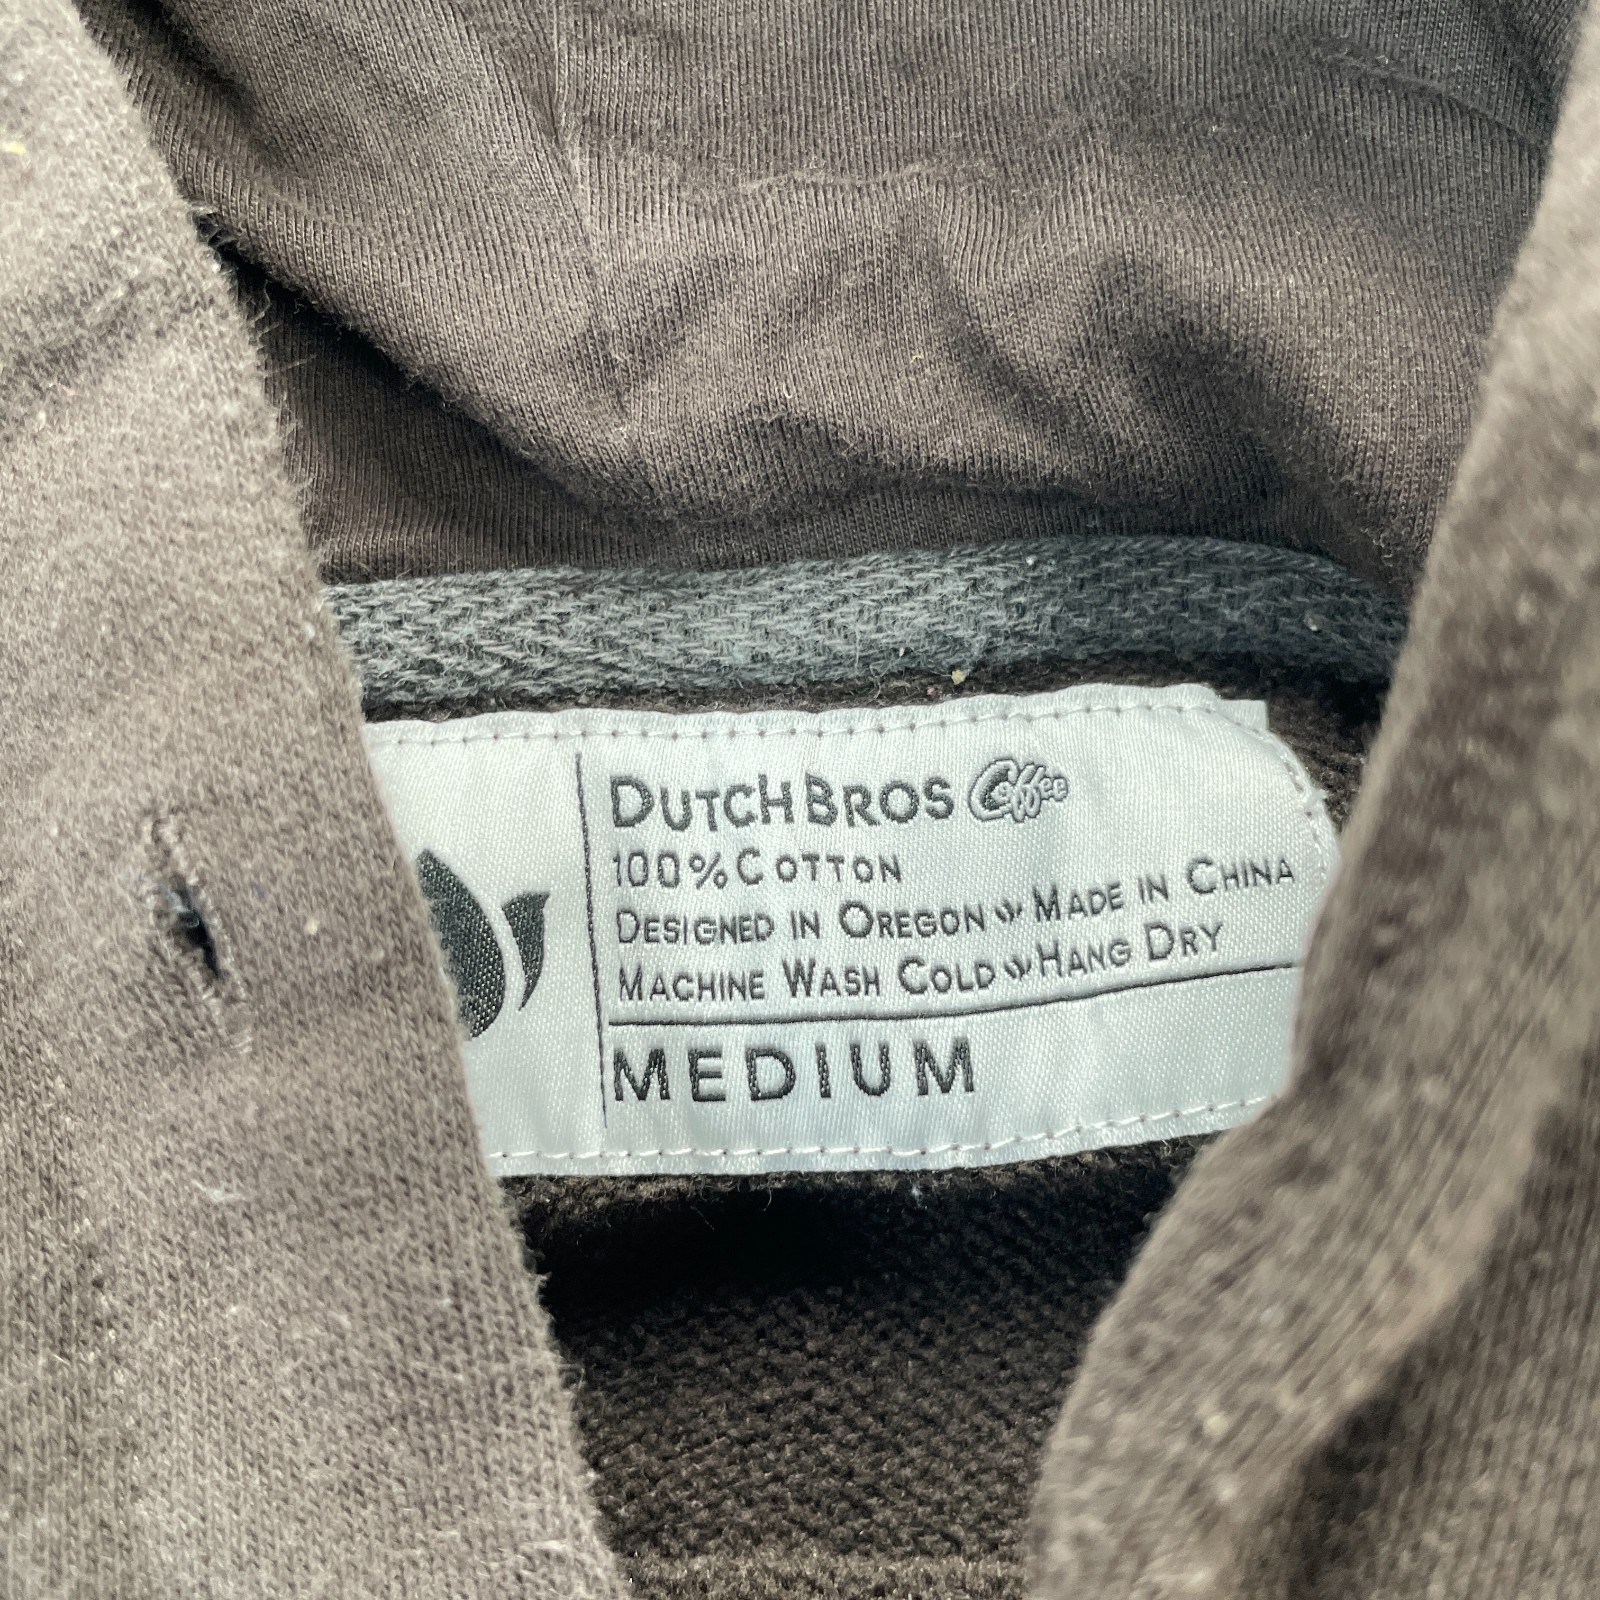 DUTCH BROS Coffee
100% COTTON
DESIGNED IN OREGON MADE IN CHINA
MACHINE WASH COLD HANG DRY
MEDIUM